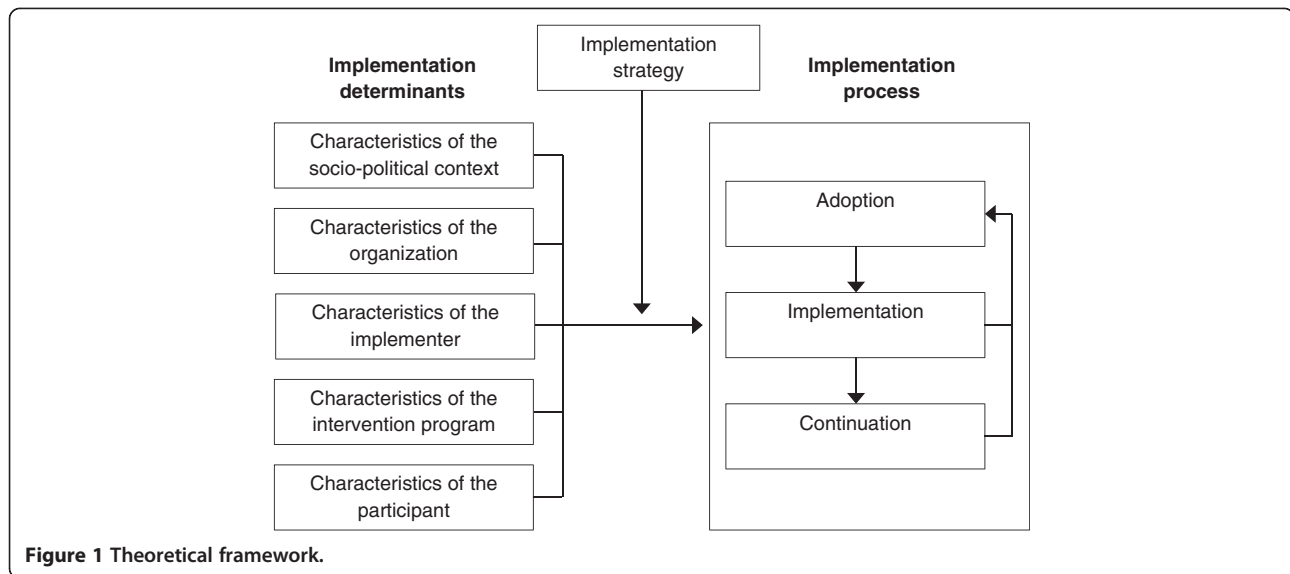 Implementation
determinants
Characteristics of the
socio-political context
Characteristics of the
organization
Characteristics of the
implementer
Characteristics of the
intervention program
Characteristics of the
participant
Implementation
strategy
Implementation
process
Adoption
Implementation
Continuation
Figure 1 Theoretical framework.